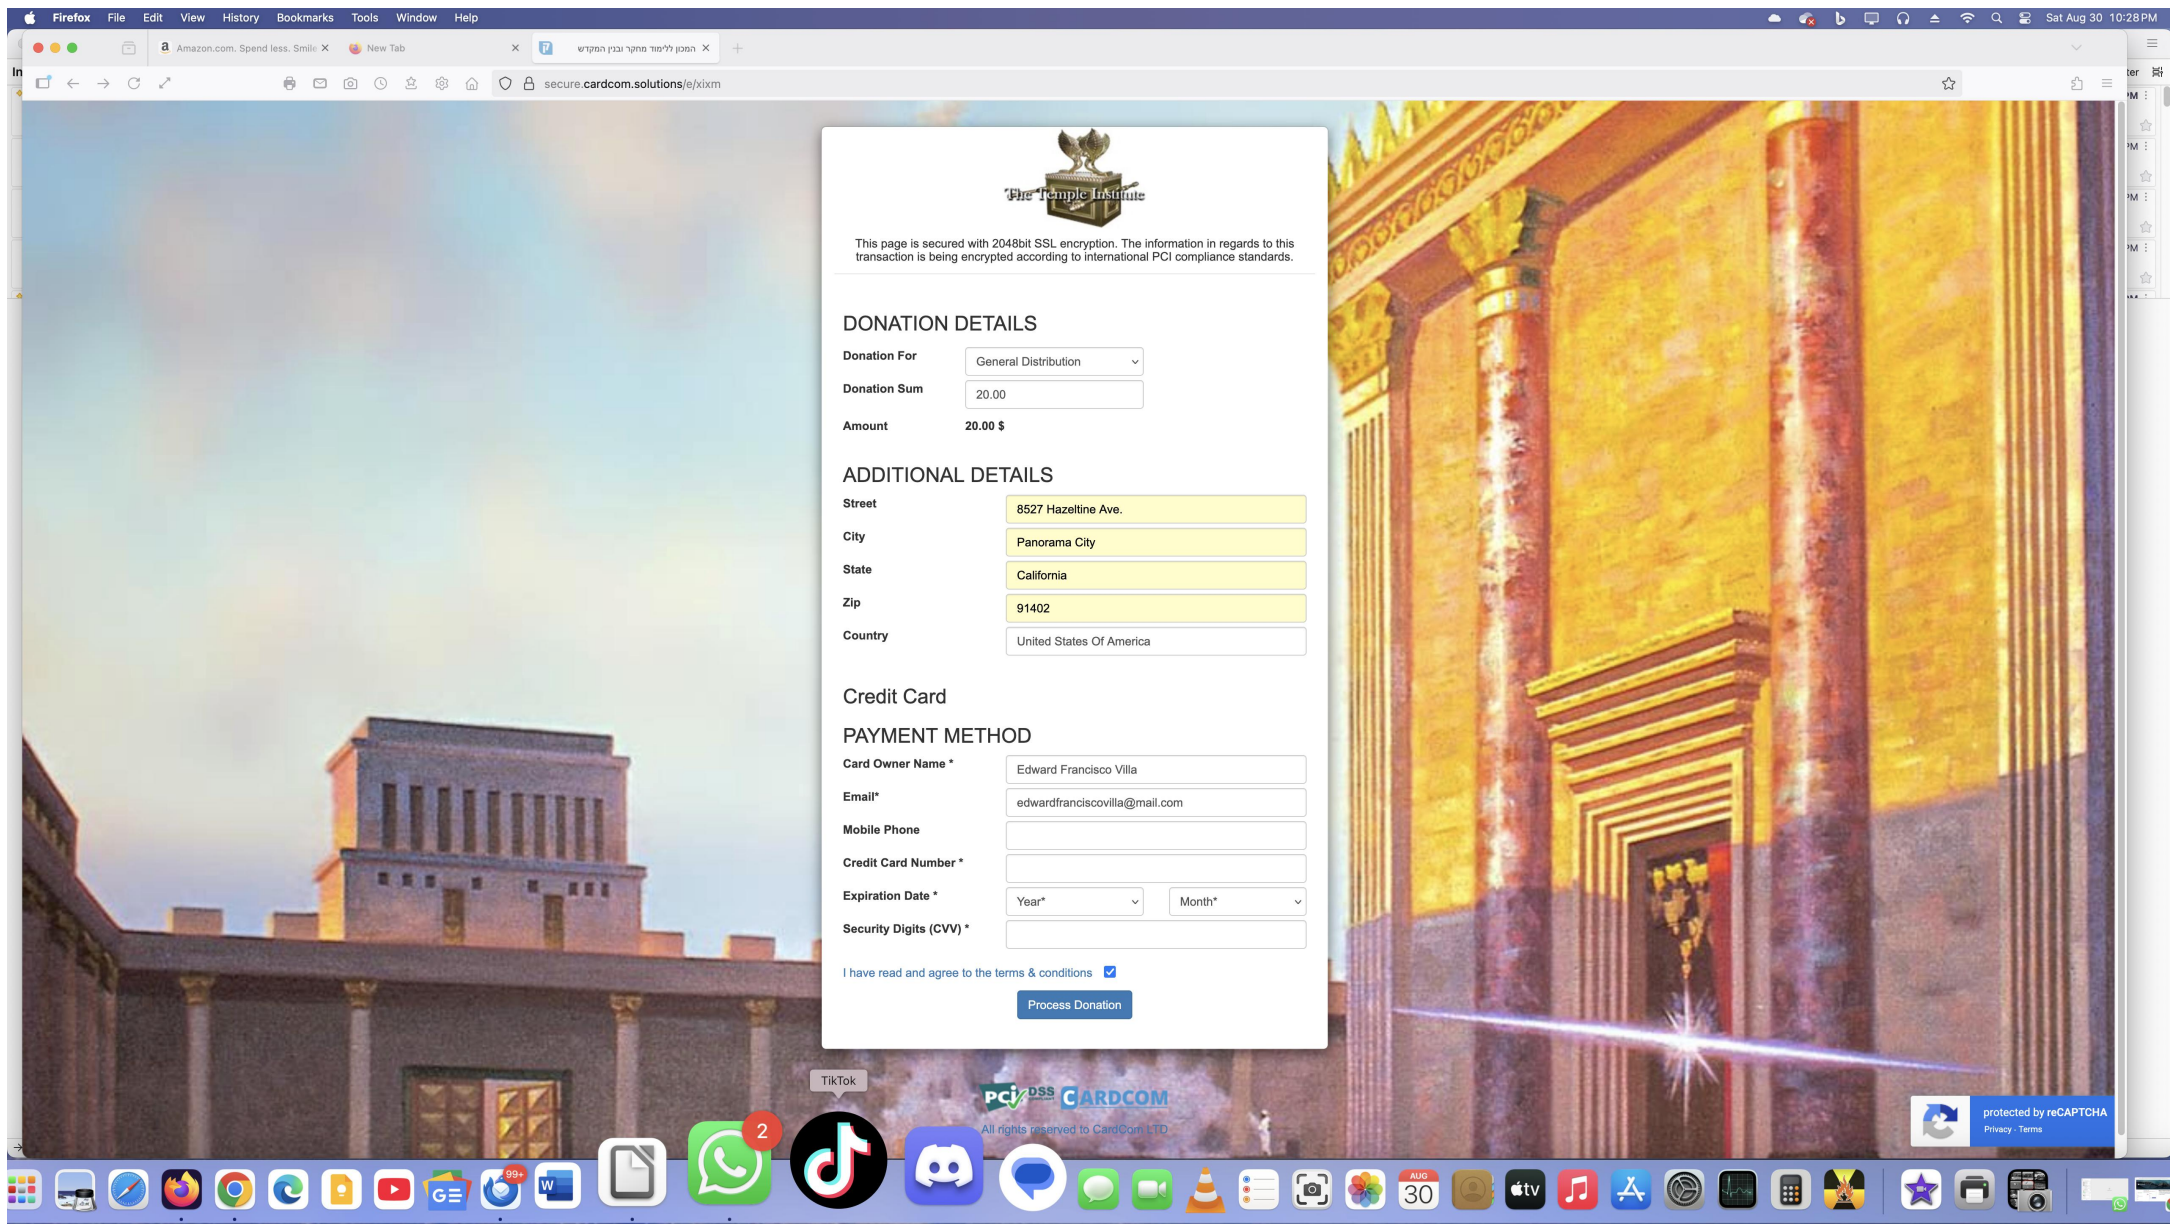 Firefox File Edit View History Bookmarks Tools Window Help
Sat Aug 30 10:28 PM
Amazon.com. Spend less. Smile
New Tab
המכון ללימוד מחקר ובנין המקדש
secure.cardcom.solutions/e/xixm
The Temple Institute
This page is secured with 2048bit SSL encryption. The information in regards to this
transaction is being encrypted according to international PCI compliance standards.
DONATION DETAILS
Donation For General Distribution
Donation Sum 20.00
Amount 20.00 $
ADDITIONAL DETAILS
Street 8527 Hazeltine Ave.
City Panorama City
State California
Zip 91402
Country United States Of America
Credit Card
PAYMENT METHOD
Card Owner Name * Edward Francisco Villa
Email* edwardfranciscovilla@mail.com
Mobile Phone
Credit Card Number *
Expiration Date * Year* Month*
Security Digits (CVV) *
I have read and agree to the terms & conditions
Process Donation
TikTok
PCI DSS CARDCOM
All rights reserved to CardCom LTD
protected by reCAPTCHA
Privacy - Terms
2
99+
AUG
30
tv